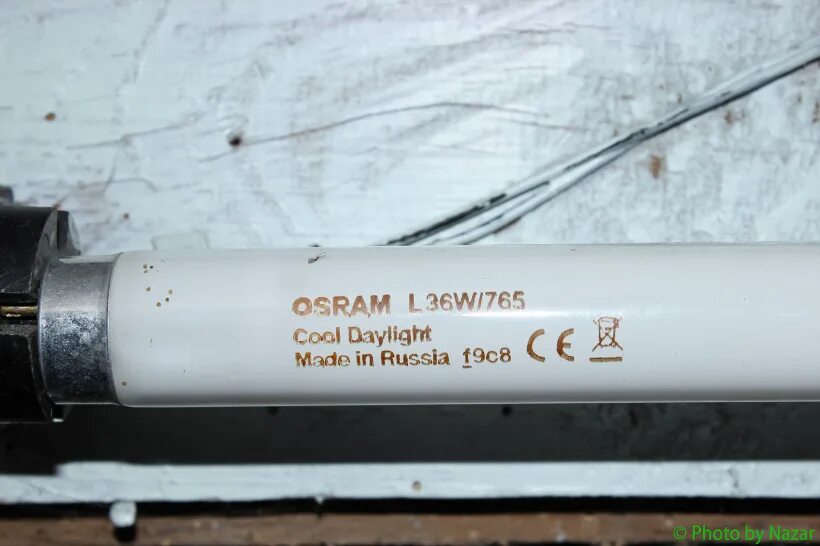 OSRAM L36W/765
Cool Daylight
Made in Russia f9c8 CE
© Photo by Nazar